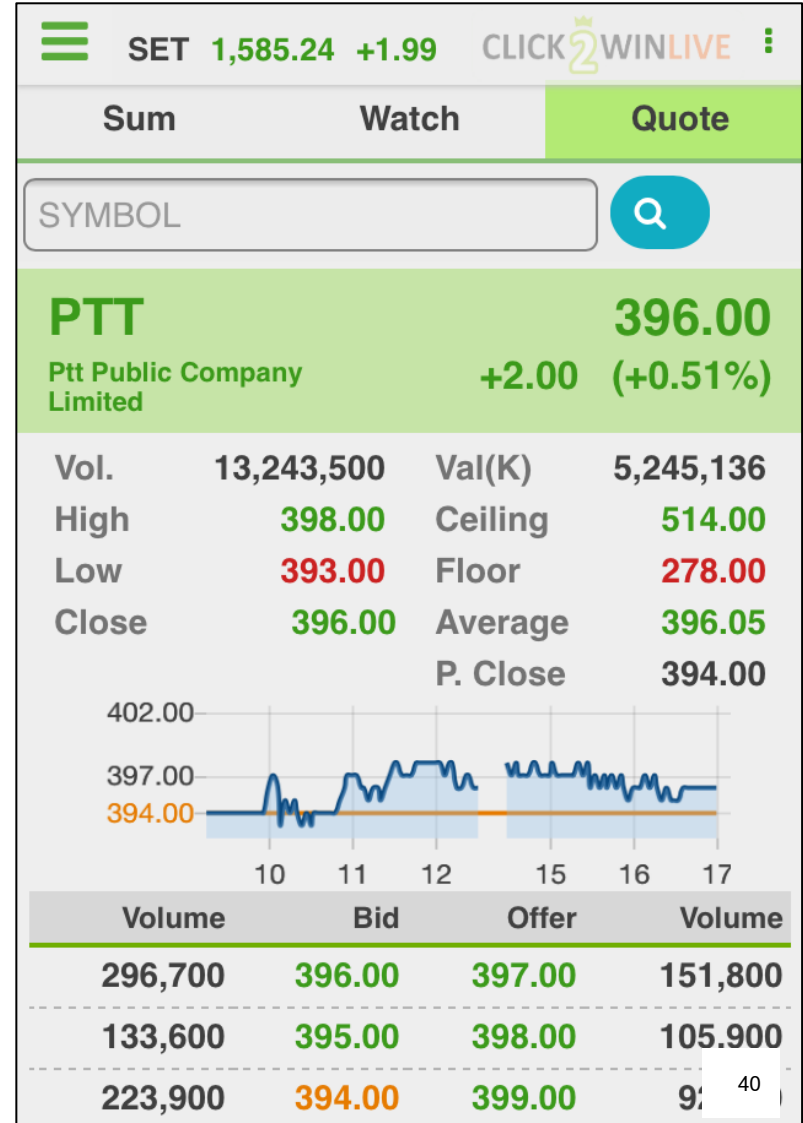 SET 1,585.24 +1.99 CLICK2WINLIVE
Sum Watch Quote
SYMBOL
PTT 396.00
Ptt Public Company +2.00 (+0.51%)
Limited
Vol. 13,243,500 Val(K) 5,245,136
High 398.00 Ceiling 514.00
Low 393.00 Floor 278.00
Close 396.00 Average 396.05
P. Close 394.00
402.00
397.00
394.00
10 11 12 15 16 17
Volume Bid Offer Volume
296,700 396.00 397.00 151,800
133,600 395.00 398.00 105,900
223,900 394.00 399.00
40